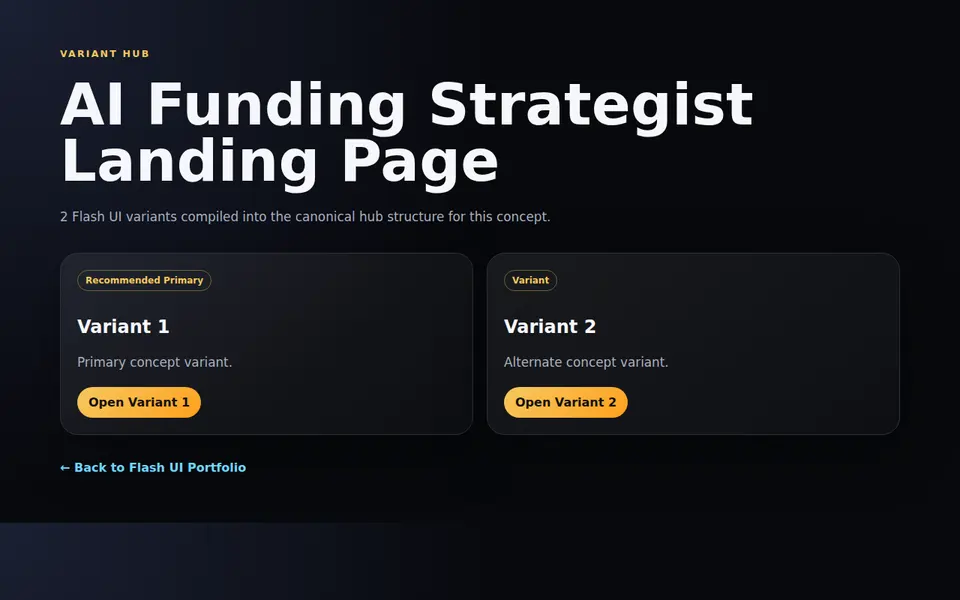 VARIANT HUB
AI Funding Strategist
Landing Page
2 Flash UI variants compiled into the canonical hub structure for this concept.
Recommended Primary
Variant 1
Primary concept variant.
Open Variant 1
Variant
Variant 2
Alternate concept variant.
Open Variant 2
← Back to Flash UI Portfolio